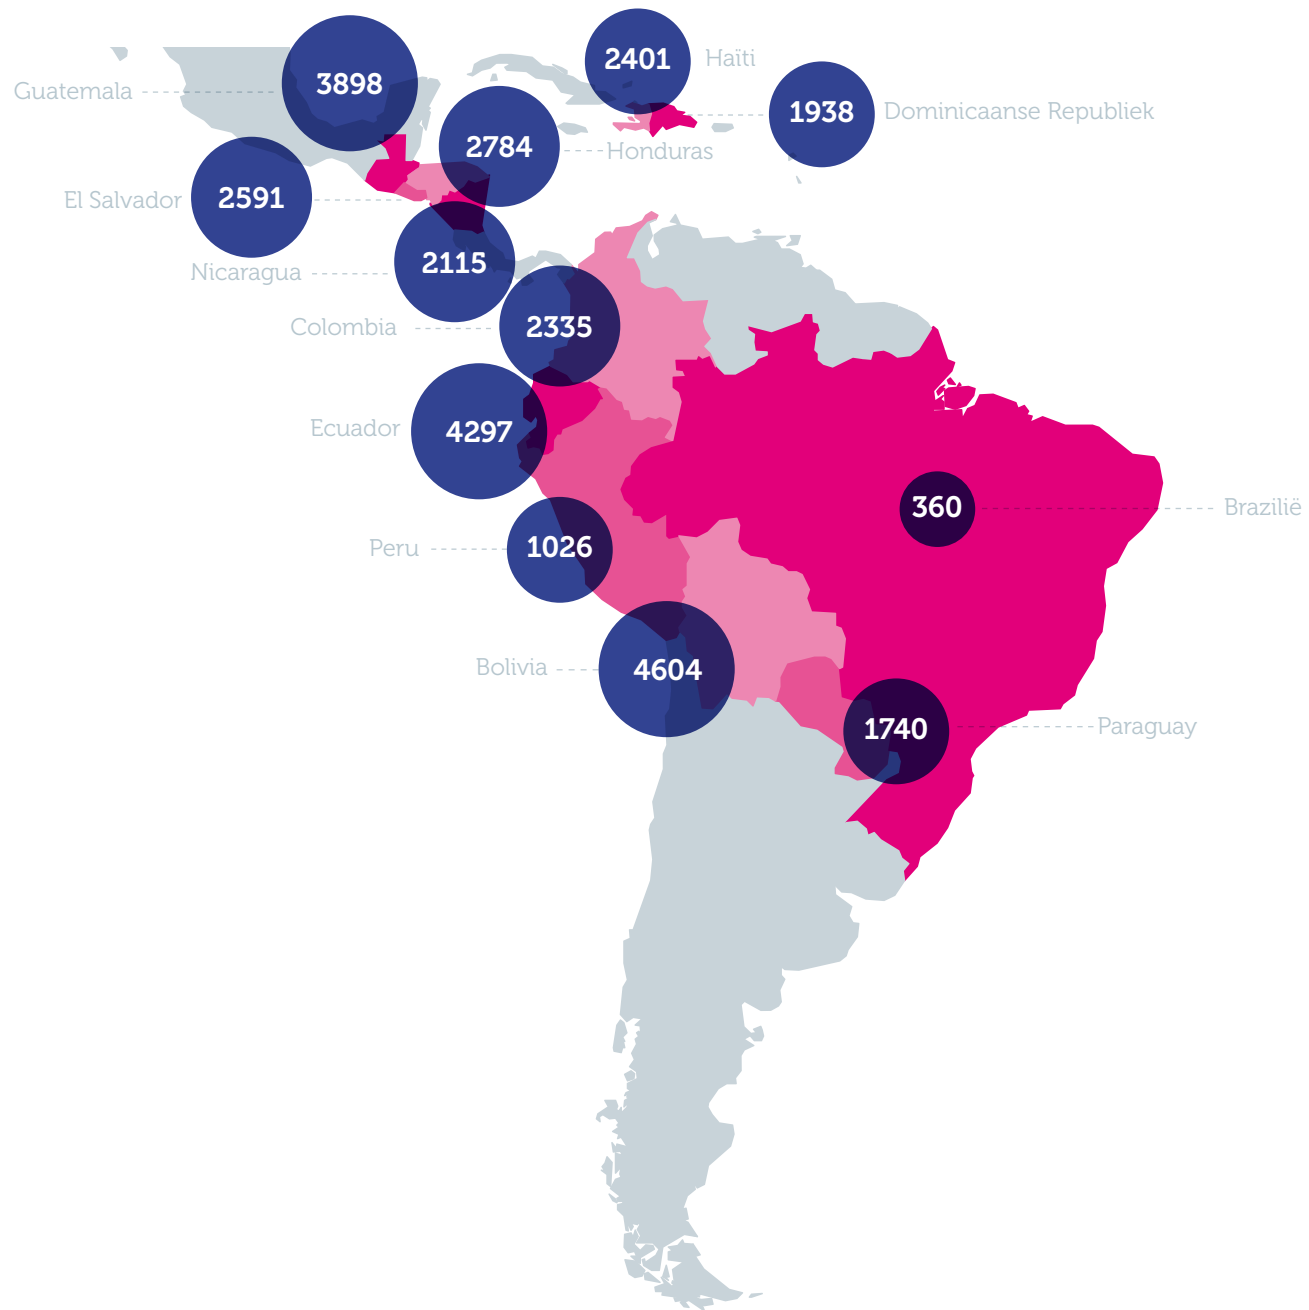 2401 Haïti
3898
Guatemala
1938 Dominicaanse Republiek
2784 Honduras
El Salvador 2591
Nicaragua 2115
Colombia 2335
Ecuador 4297
360 Brazilië
Peru 1026
Bolivia 4604
1740 Paraguay